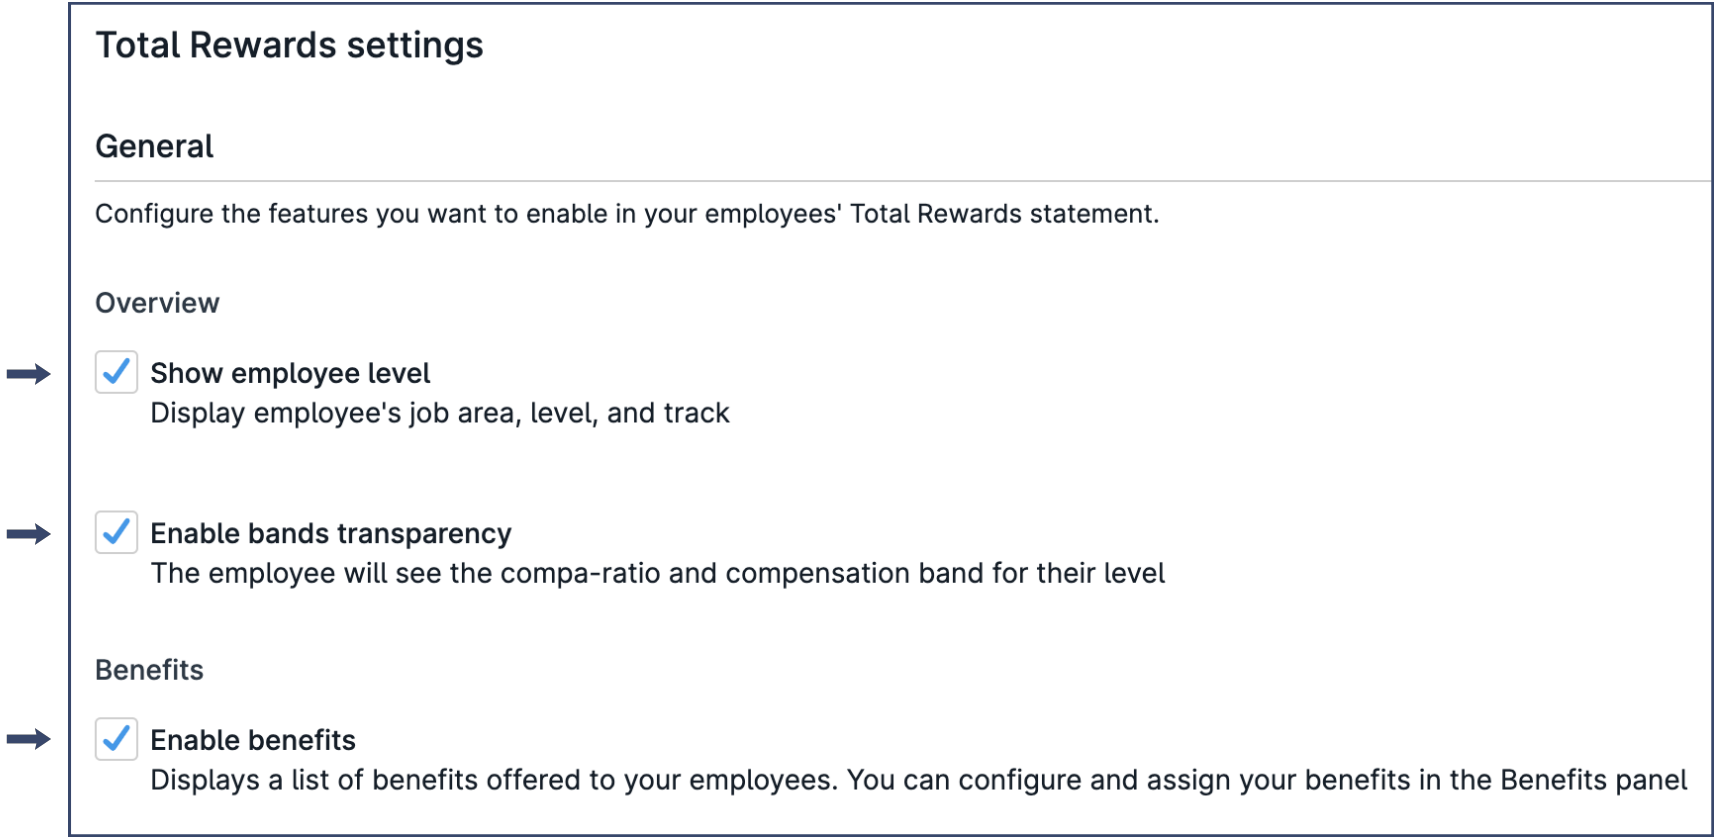 Total Rewards settings
General
Configure the features you want to enable in your employees' Total Rewards statement.
Overview
Show employee level
Display employee's job area, level, and track
Enable bands transparency
The employee will see the compa-ratio and compensation band for their level
Benefits
Enable benefits
Displays a list of benefits offered to your employees. You can configure and assign your benefits in the Benefits panel